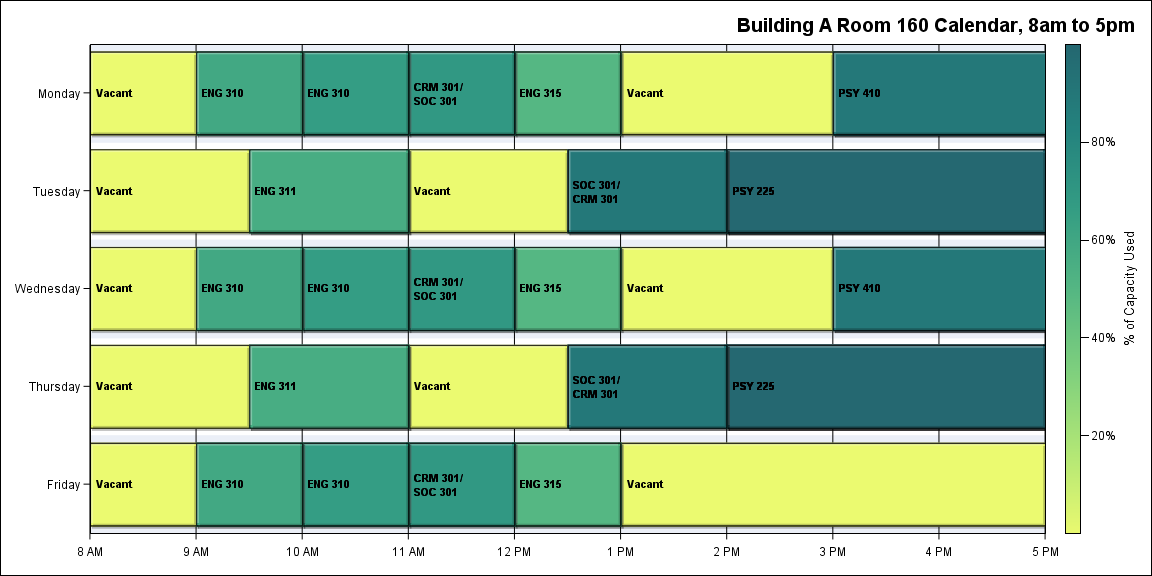 Building A Room 160 Calendar, 8am to 5pm
Monday
Vacant
ENG 310
ENG 310
CRM 301/
SOC 301
ENG 315
Vacant
PSY 410
Tuesday
Vacant
ENG 311
Vacant
SOC 301/
CRM 301
PSY 225
Wednesday
Vacant
ENG 310
ENG 310
CRM 301/
SOC 301
ENG 315
Vacant
PSY 410
Thursday
Vacant
ENG 311
Vacant
SOC 301/
CRM 301
PSY 225
Friday
Vacant
ENG 310
ENG 310
CRM 301/
SOC 301
ENG 315
Vacant
8 AM
9 AM
10 AM
11 AM
12 PM
1 PM
2 PM
3 PM
4 PM
5 PM
80%
60%
40%
20%
% of Capacity Used